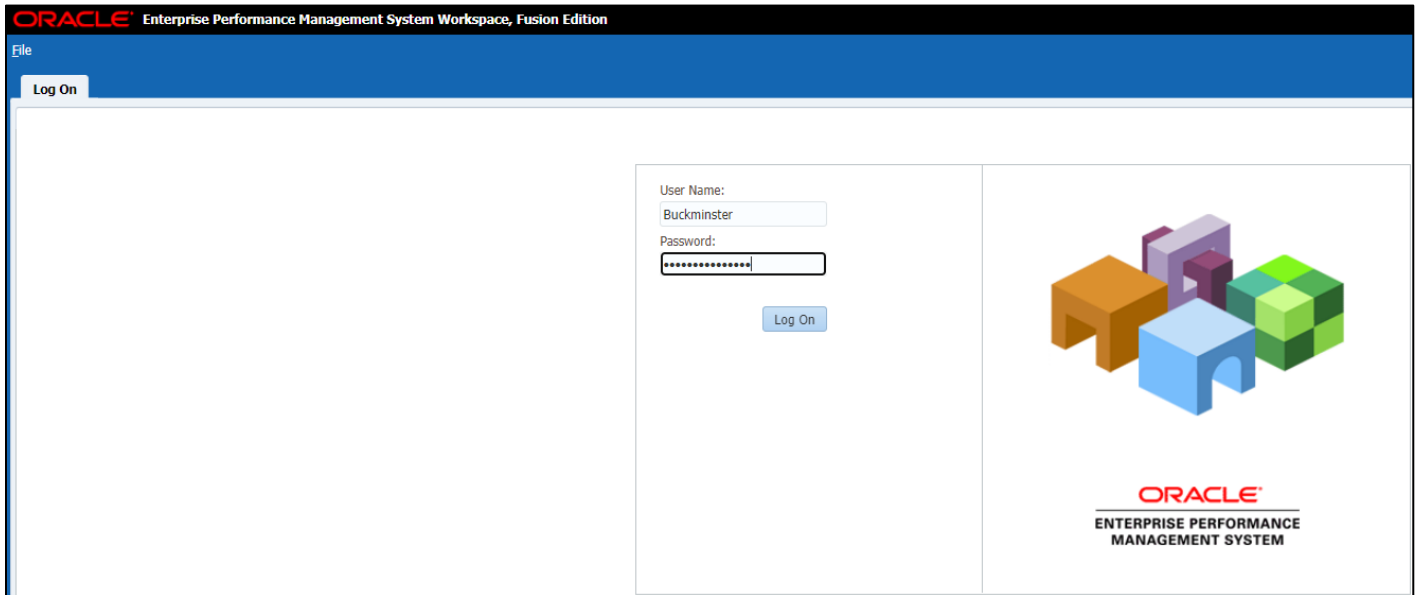 ORACLE® Enterprise Performance Management System Workspace, Fusion Edition
File
Log On
User Name:
Buckminster
Password:
•••••••••••••••
Log On
ORACLE®
ENTERPRISE PERFORMANCE
MANAGEMENT SYSTEM